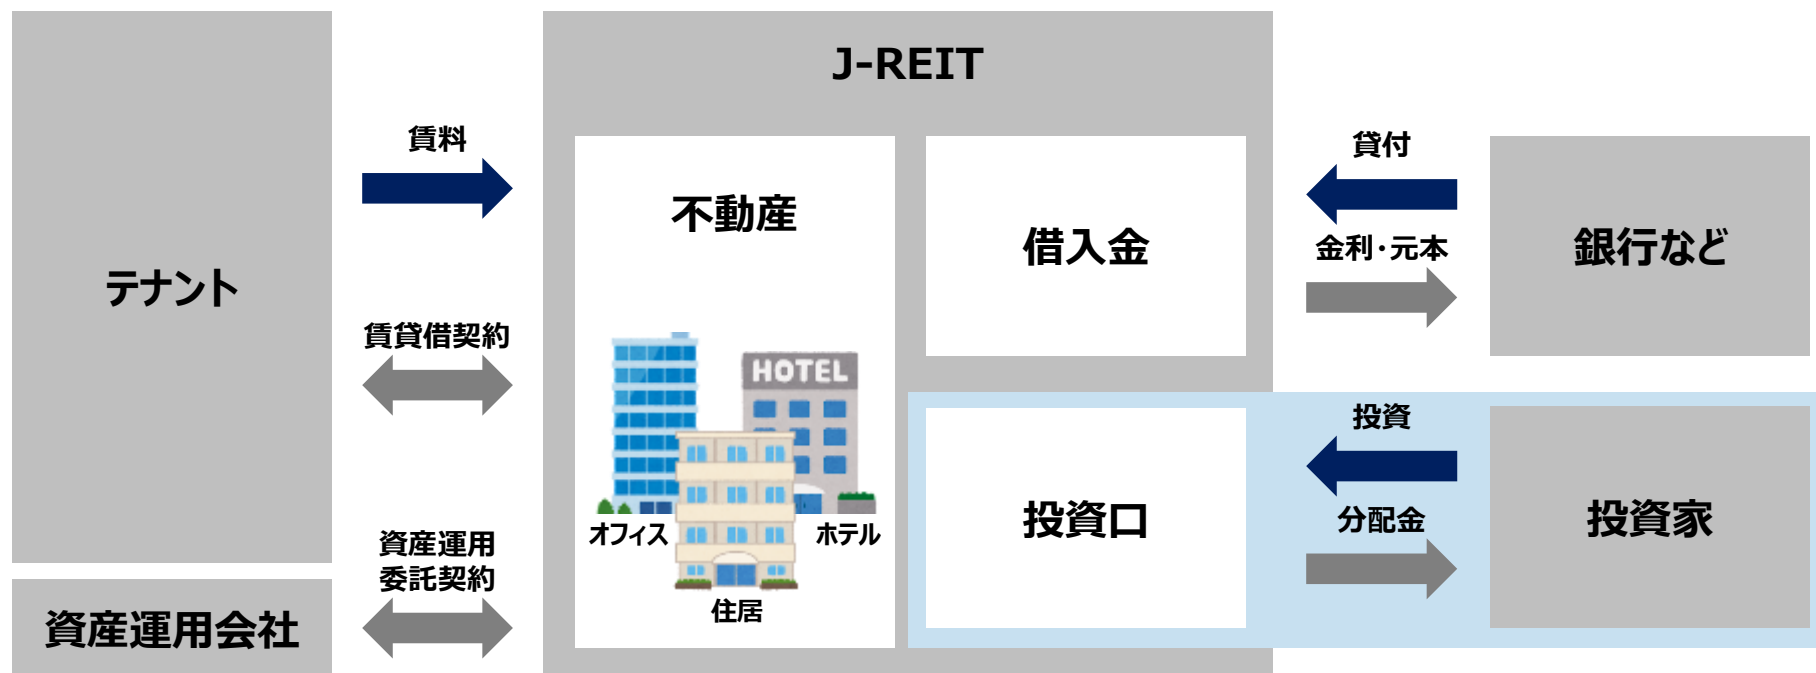 J-REIT
テナント
賃料
賃貸借契約
資産運用
委託契約
資産運用会社
不動産
HOTEL
オフィス
ホテル
住居
借入金
投資口
貸付
金利・元本
銀行など
投資
分配金
投資家